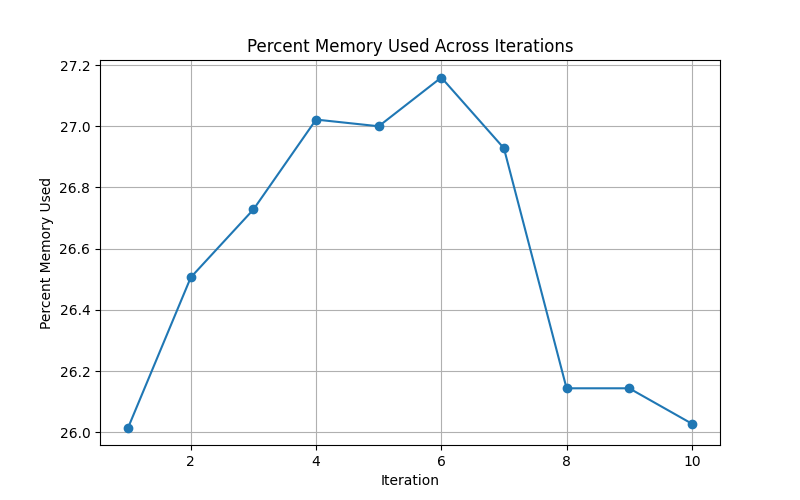 Percent Memory Used Across Iterations
27.2
27.0
26.8
26.6
26.4
26.2
26.0
Percent Memory Used
2 4 6 8 10
Iteration